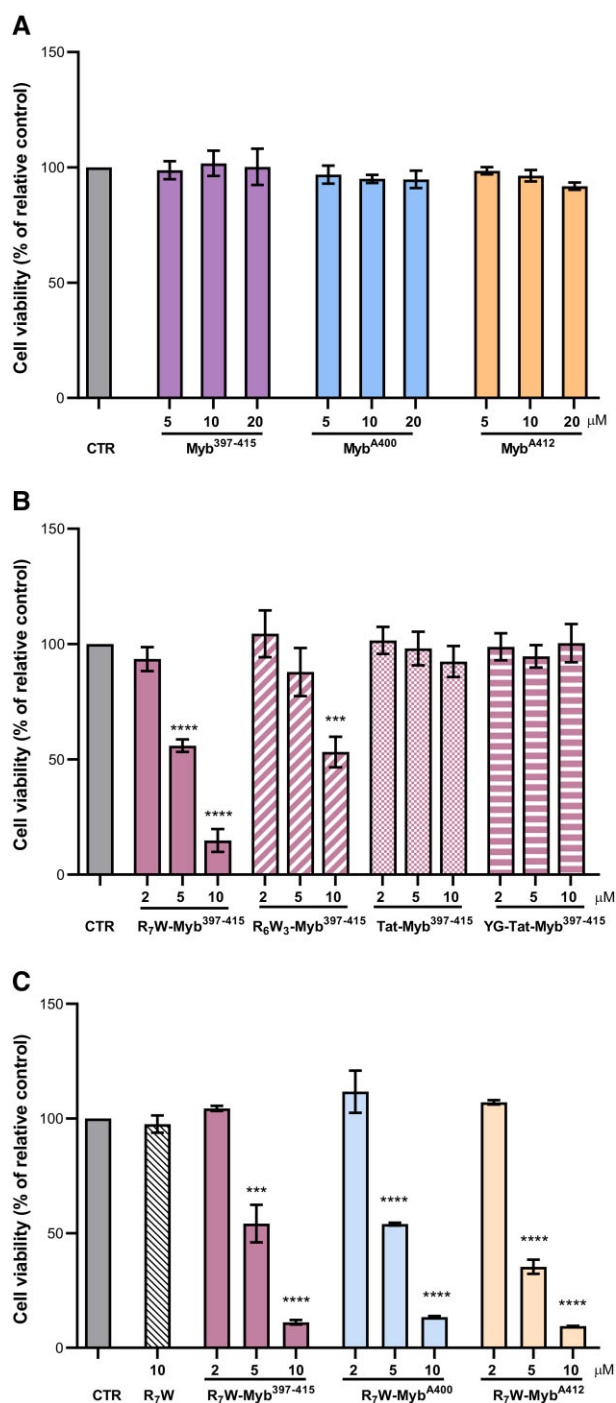 A
Cell viability (% of relative control)
150
100
50
0
5 10 20 5 10 20 5 10 20 μM
CTR Myb397-415 MybA400 MybA412
B
Cell viability (% of relative control)
150
100
50
0
**** **** ***
2 5 10 2 5 10 2 5 10 2 5 10 μM
CTR R7W-Myb397-415 R6W3-Myb397-415 Tat-Myb397-415 YG-Tat-Myb397-415
C
Cell viability (% of relative control)
150
100
50
0
*** **** **** **** **** ****
10 2 5 10 2 5 10 2 5 10 μM
CTR R7W R7W-Myb397-415 R7W-MybA400 R7W-MybA412